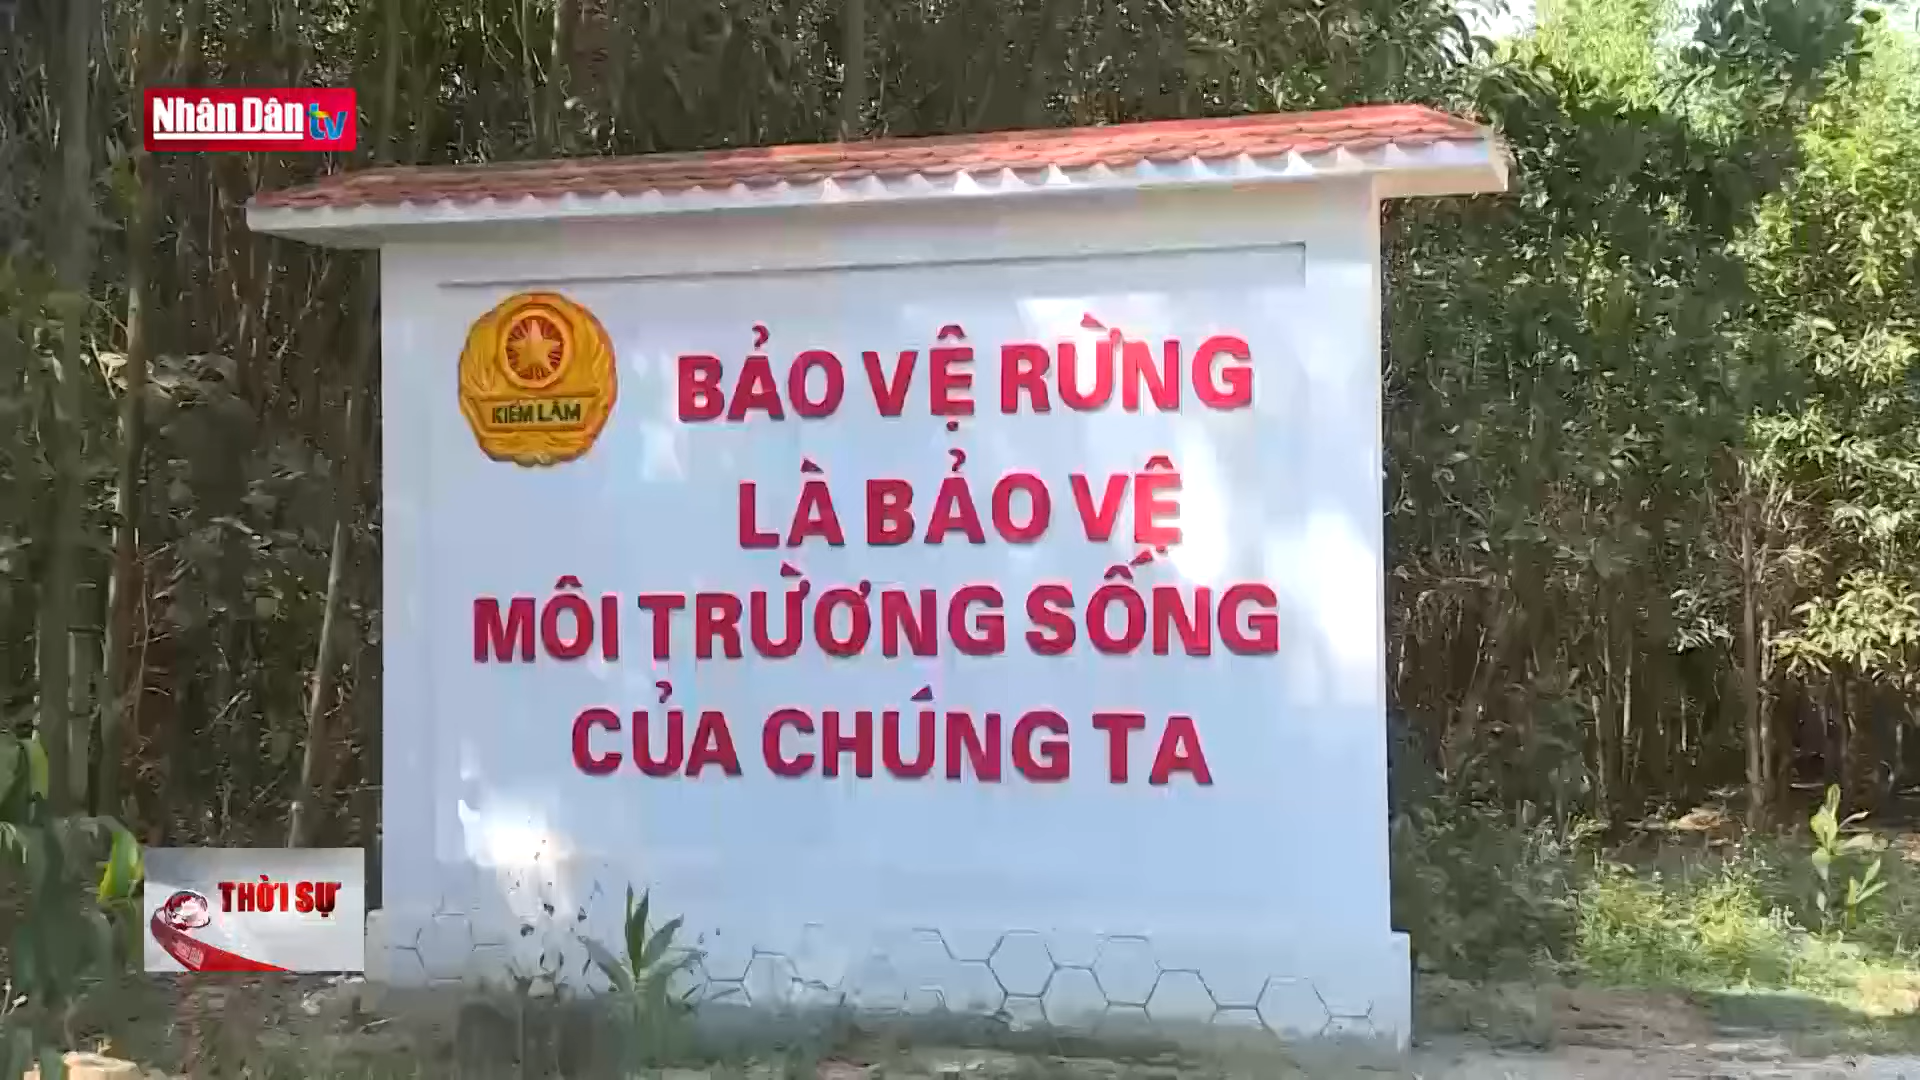 Nhân Dân tv
KIỂM LÂM
BẢO VỆ RỪNG
LÀ BẢO VỆ
MÔI TRƯỜNG SỐNG
CỦA CHÚNG TA
THỜI SỰ